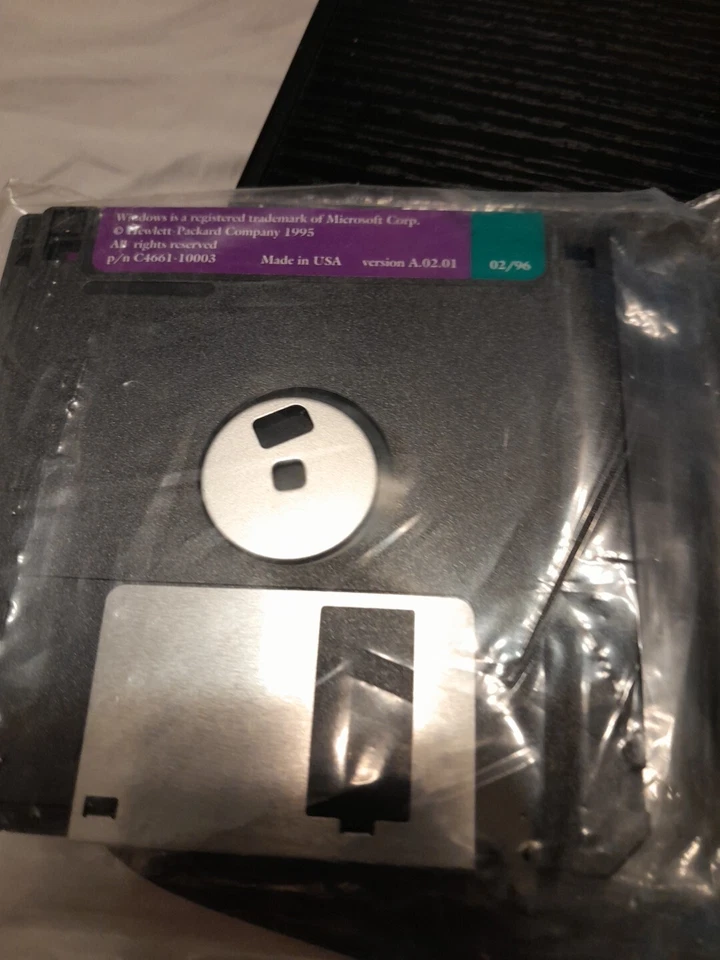 Windows is a registered trademark of Microsoft Corp.
© Hewlett-Packard Company 1995
All rights reserved
p/n C4661-10003 Made in USA version A.02.01 02/96